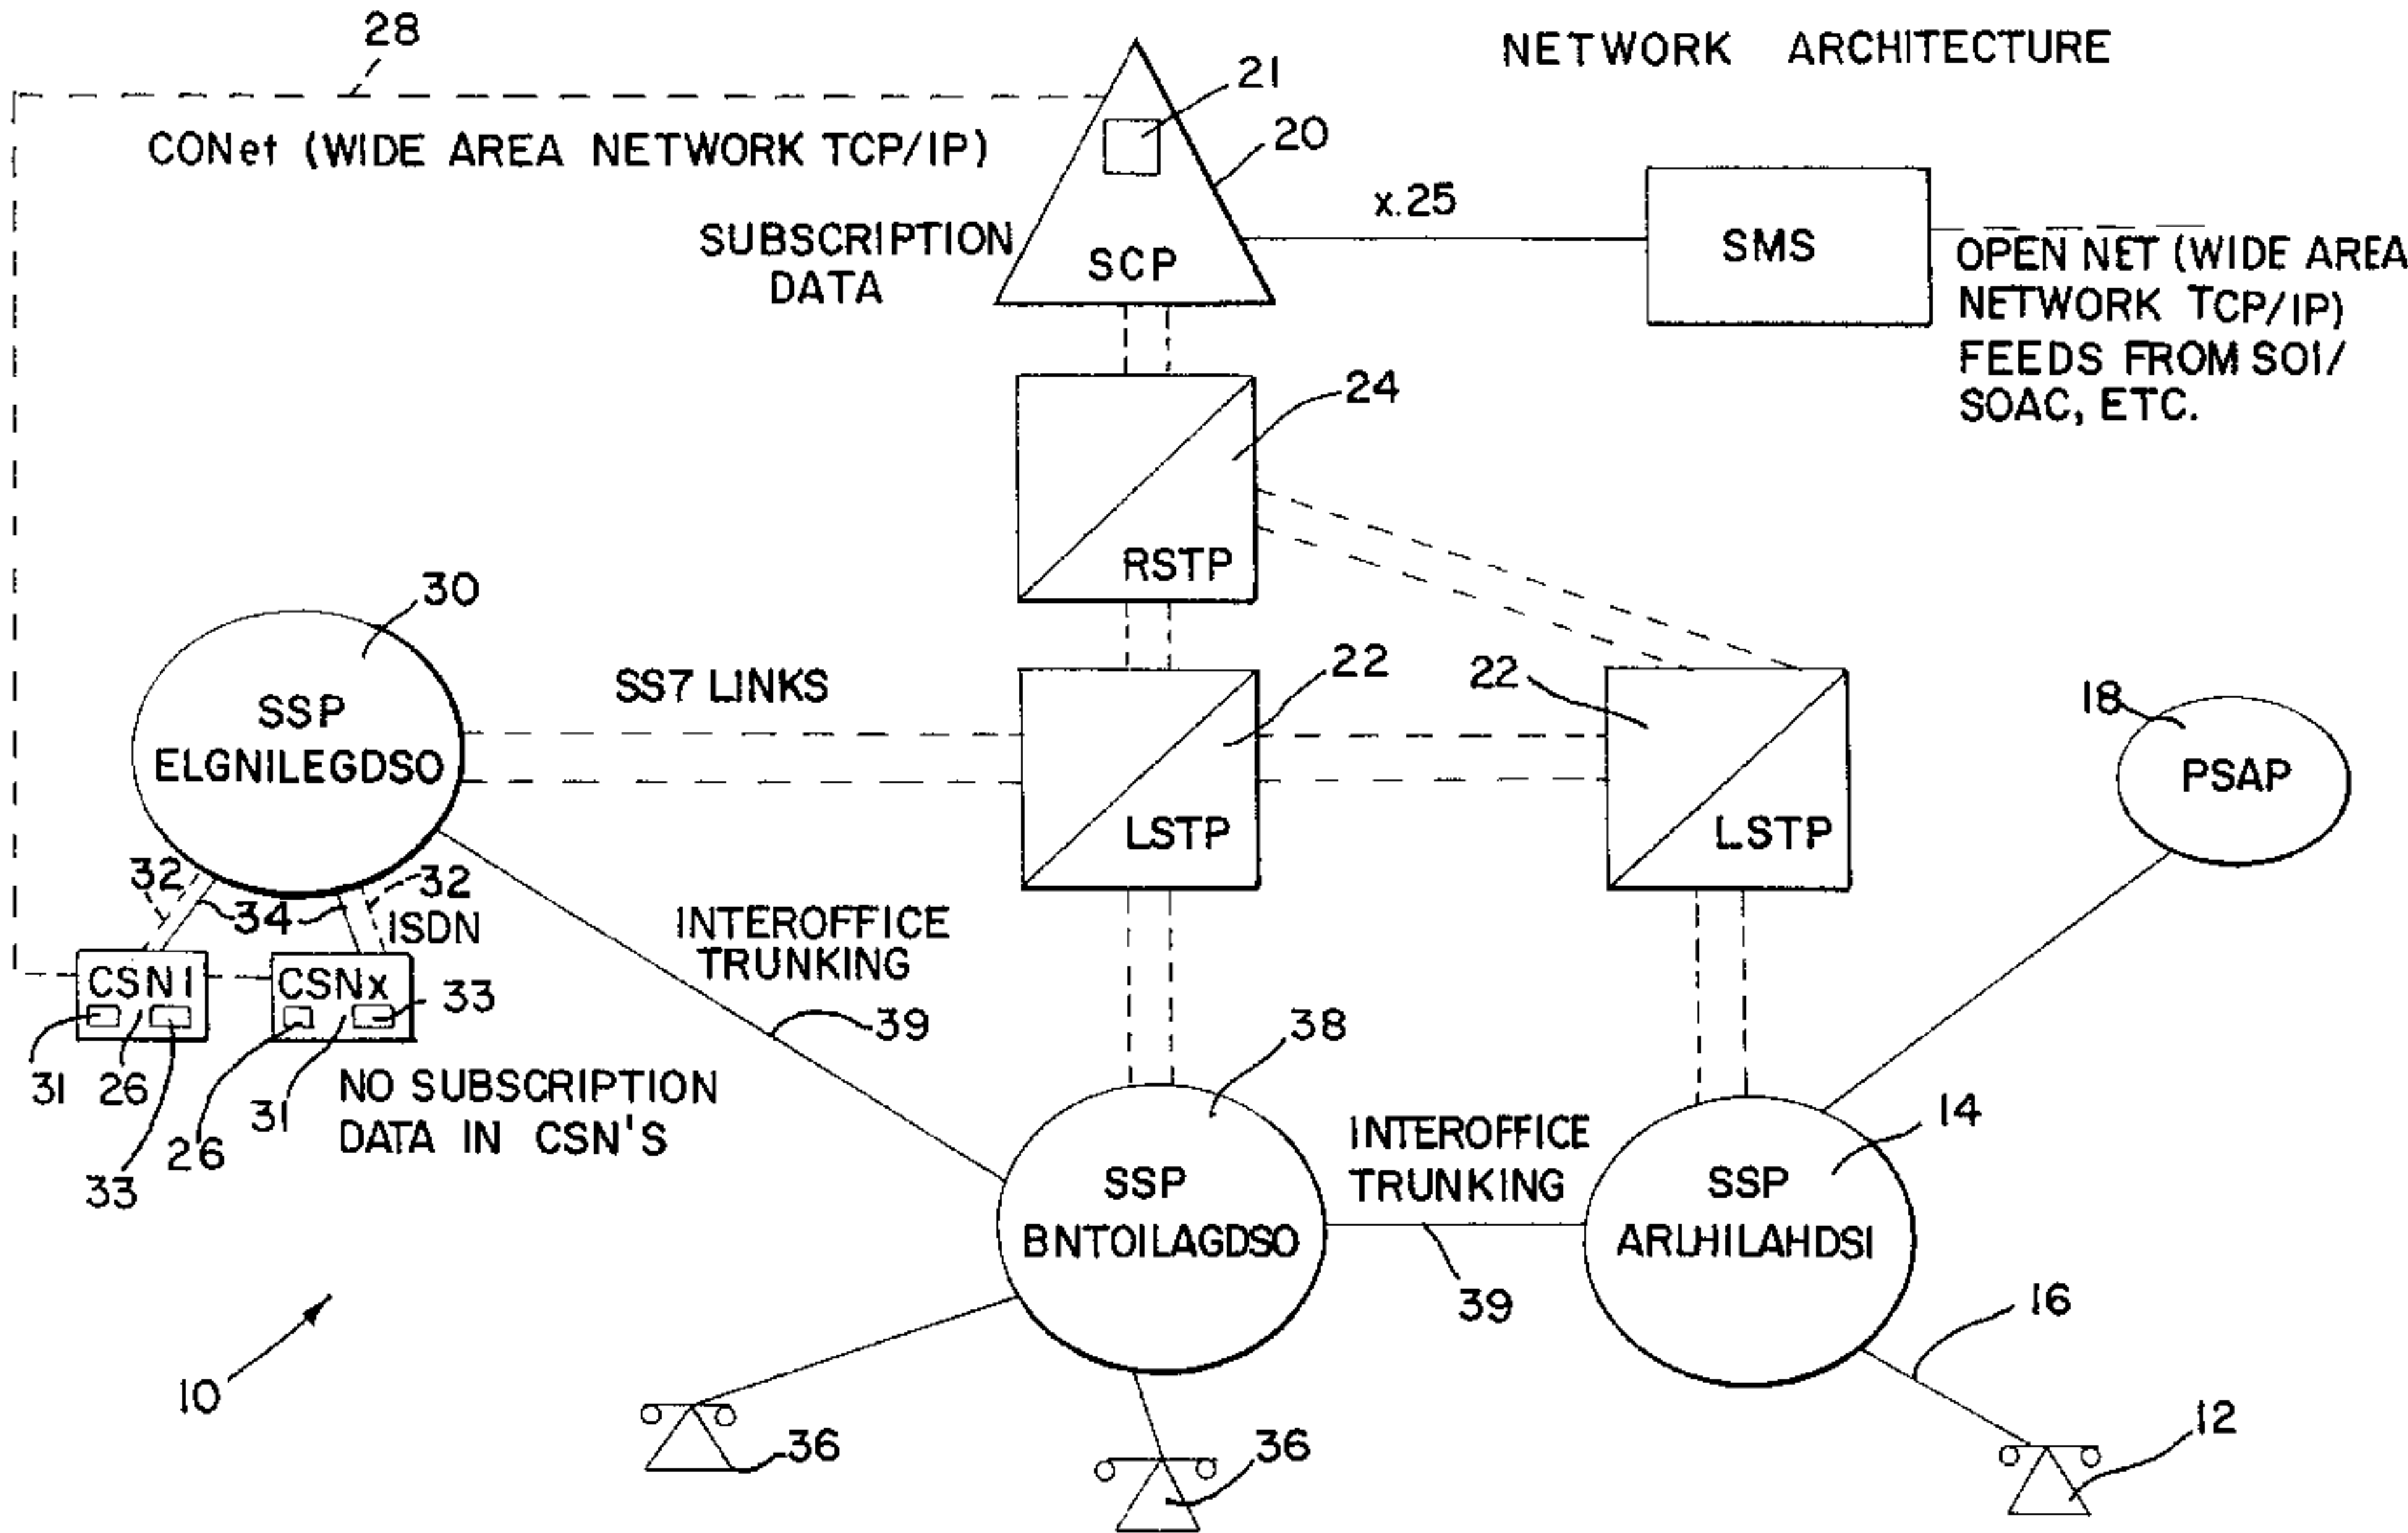 28
NETWORK ARCHITECTURE
21
20
CONet (WIDE AREA NETWORK TCP/IP)
x.25
SUBSCRIPTION
DATA
SCP
SMS
OPEN NET (WIDE AREA
NETWORK TCP/IP)
FEEDS FROM SOI/
SOAC, ETC.
24
RSTP
30
SSP
ELGNILEGDSO
SS7 LINKS
22
22
LSTP
LSTP
18
PSAP
32
34
32
ISDN
CSN1
CSNx
33
31
26
33
26
31
NO SUBSCRIPTION
DATA IN CSN'S
INTEROFFICE
TRUNKING
39
38
SSP
BNTOILAGDSO
INTEROFFICE
TRUNKING
39
14
SSP
ARLHILAHDSI
16
10
36
36
12